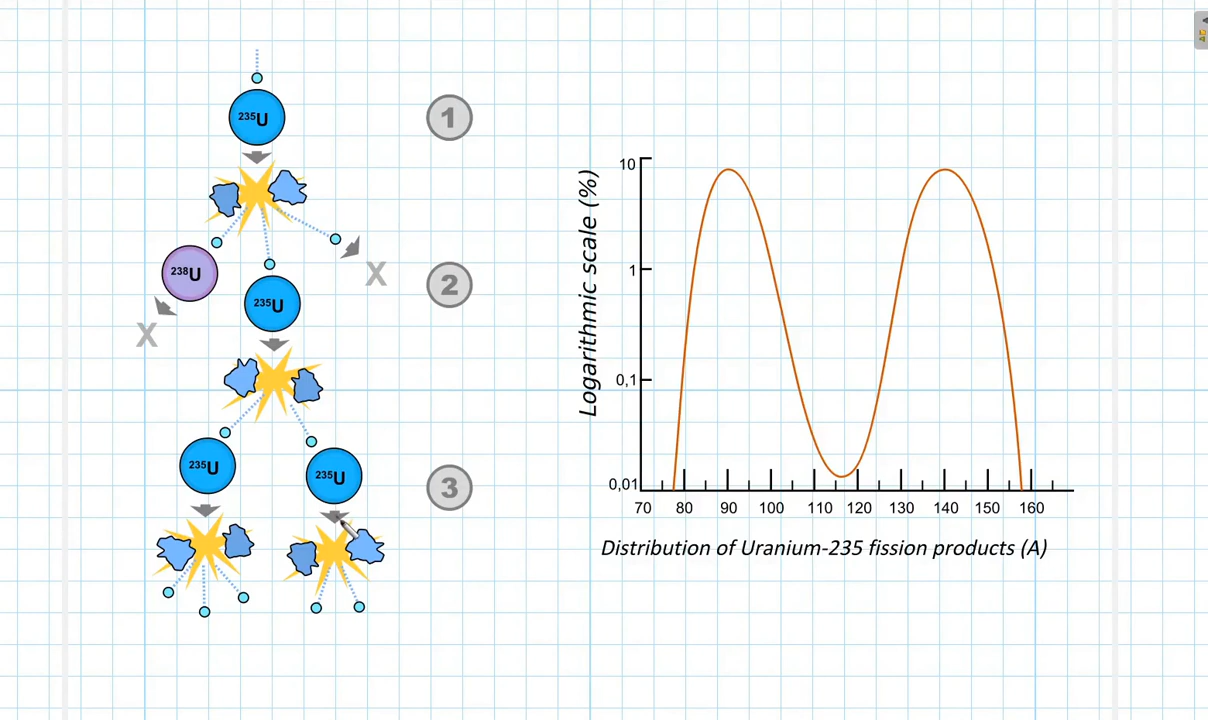 235U
1
238U
X
235U
2
X
235U
235U
3
Logarithmic scale (%)
10
1
0,1
0,01
70 80 90 100 110 120 130 140 150 160
Distribution of Uranium-235 fission products (A)